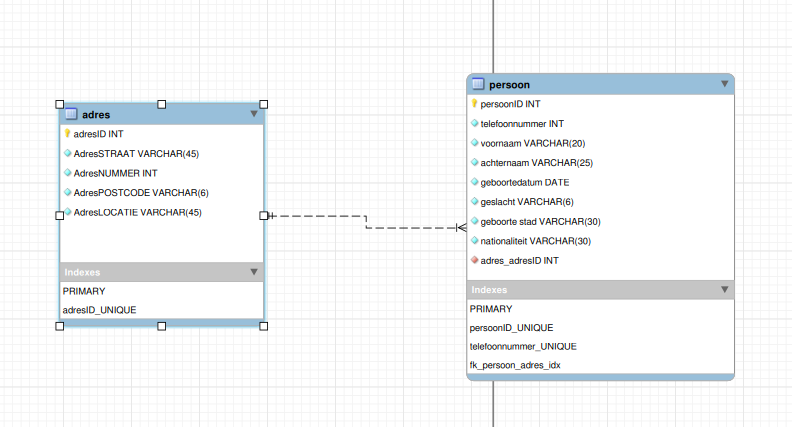 adres
adresID INT
AdresSTRAAT VARCHAR(45)
AdresNUMMER INT
AdresPOSTCODE VARCHAR(6)
AdresLOCATIE VARCHAR(45)
Indexes
PRIMARY
adresID_UNIQUE
persoon
persoonID INT
telefoonnummer INT
voornaam VARCHAR(20)
achternaam VARCHAR(25)
geboortedatum DATE
geslacht VARCHAR(6)
geboorte stad VARCHAR(30)
nationaliteit VARCHAR(30)
adres_adresID INT
Indexes
PRIMARY
persoonID_UNIQUE
telefoonnummer_UNIQUE
fk_persoon_adres_idx